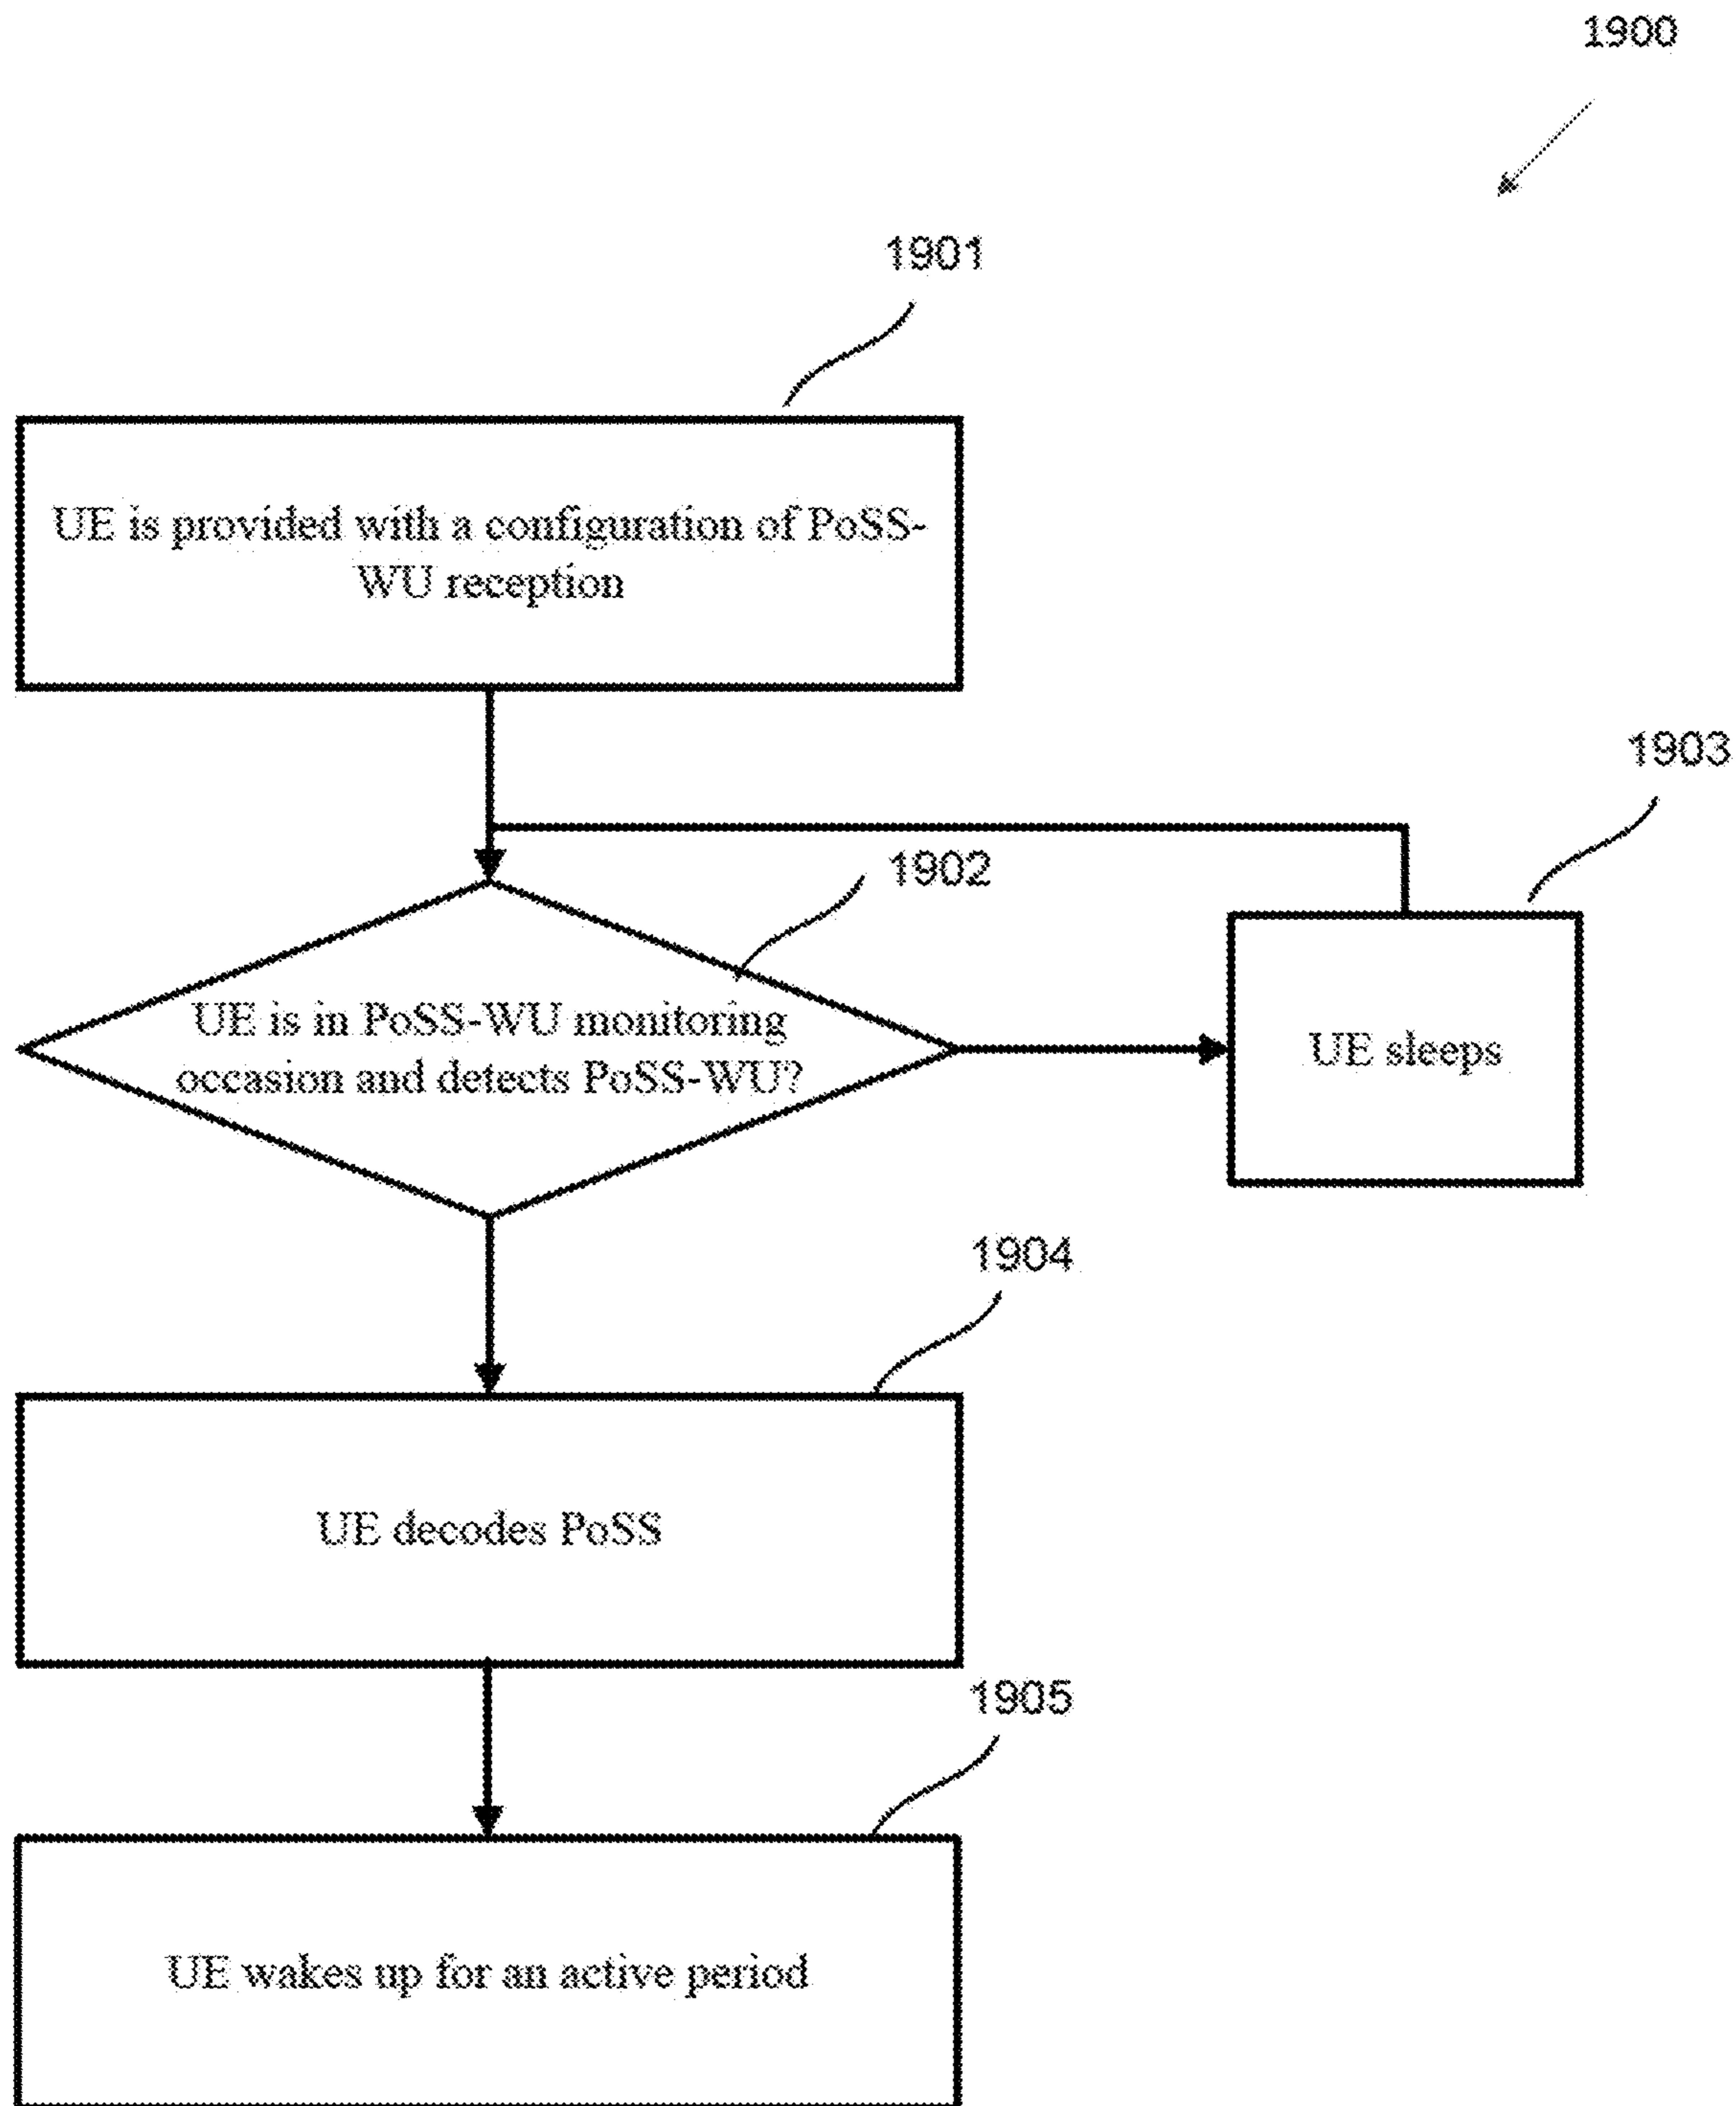 1900
1901
UE is provided with a configuration of PoSS-
WU reception
1903
1902
UE is in PoSS-WU monitoring
occasion and detects PoSS-WU?
UE sleeps
1904
UE decodes PoSS
1905
UE wakes up for an active period